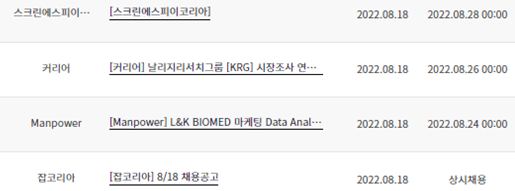 스크린에스피이··· [스크린에스피이코리아] 2022.08.18 2022.08.28 00:00
커리어 [커리어] 날리지리서치그룹 [KRG] 시장조사 연··· 2022.08.18 2022.08.26 00:00
Manpower [Manpower] L&K BIOMED 마케팅 Data Anal··· 2022.08.18 2022.08.24 00:00
잡코리아 [잡코리아] 8/18 채용공고 2022.08.18 상시채용